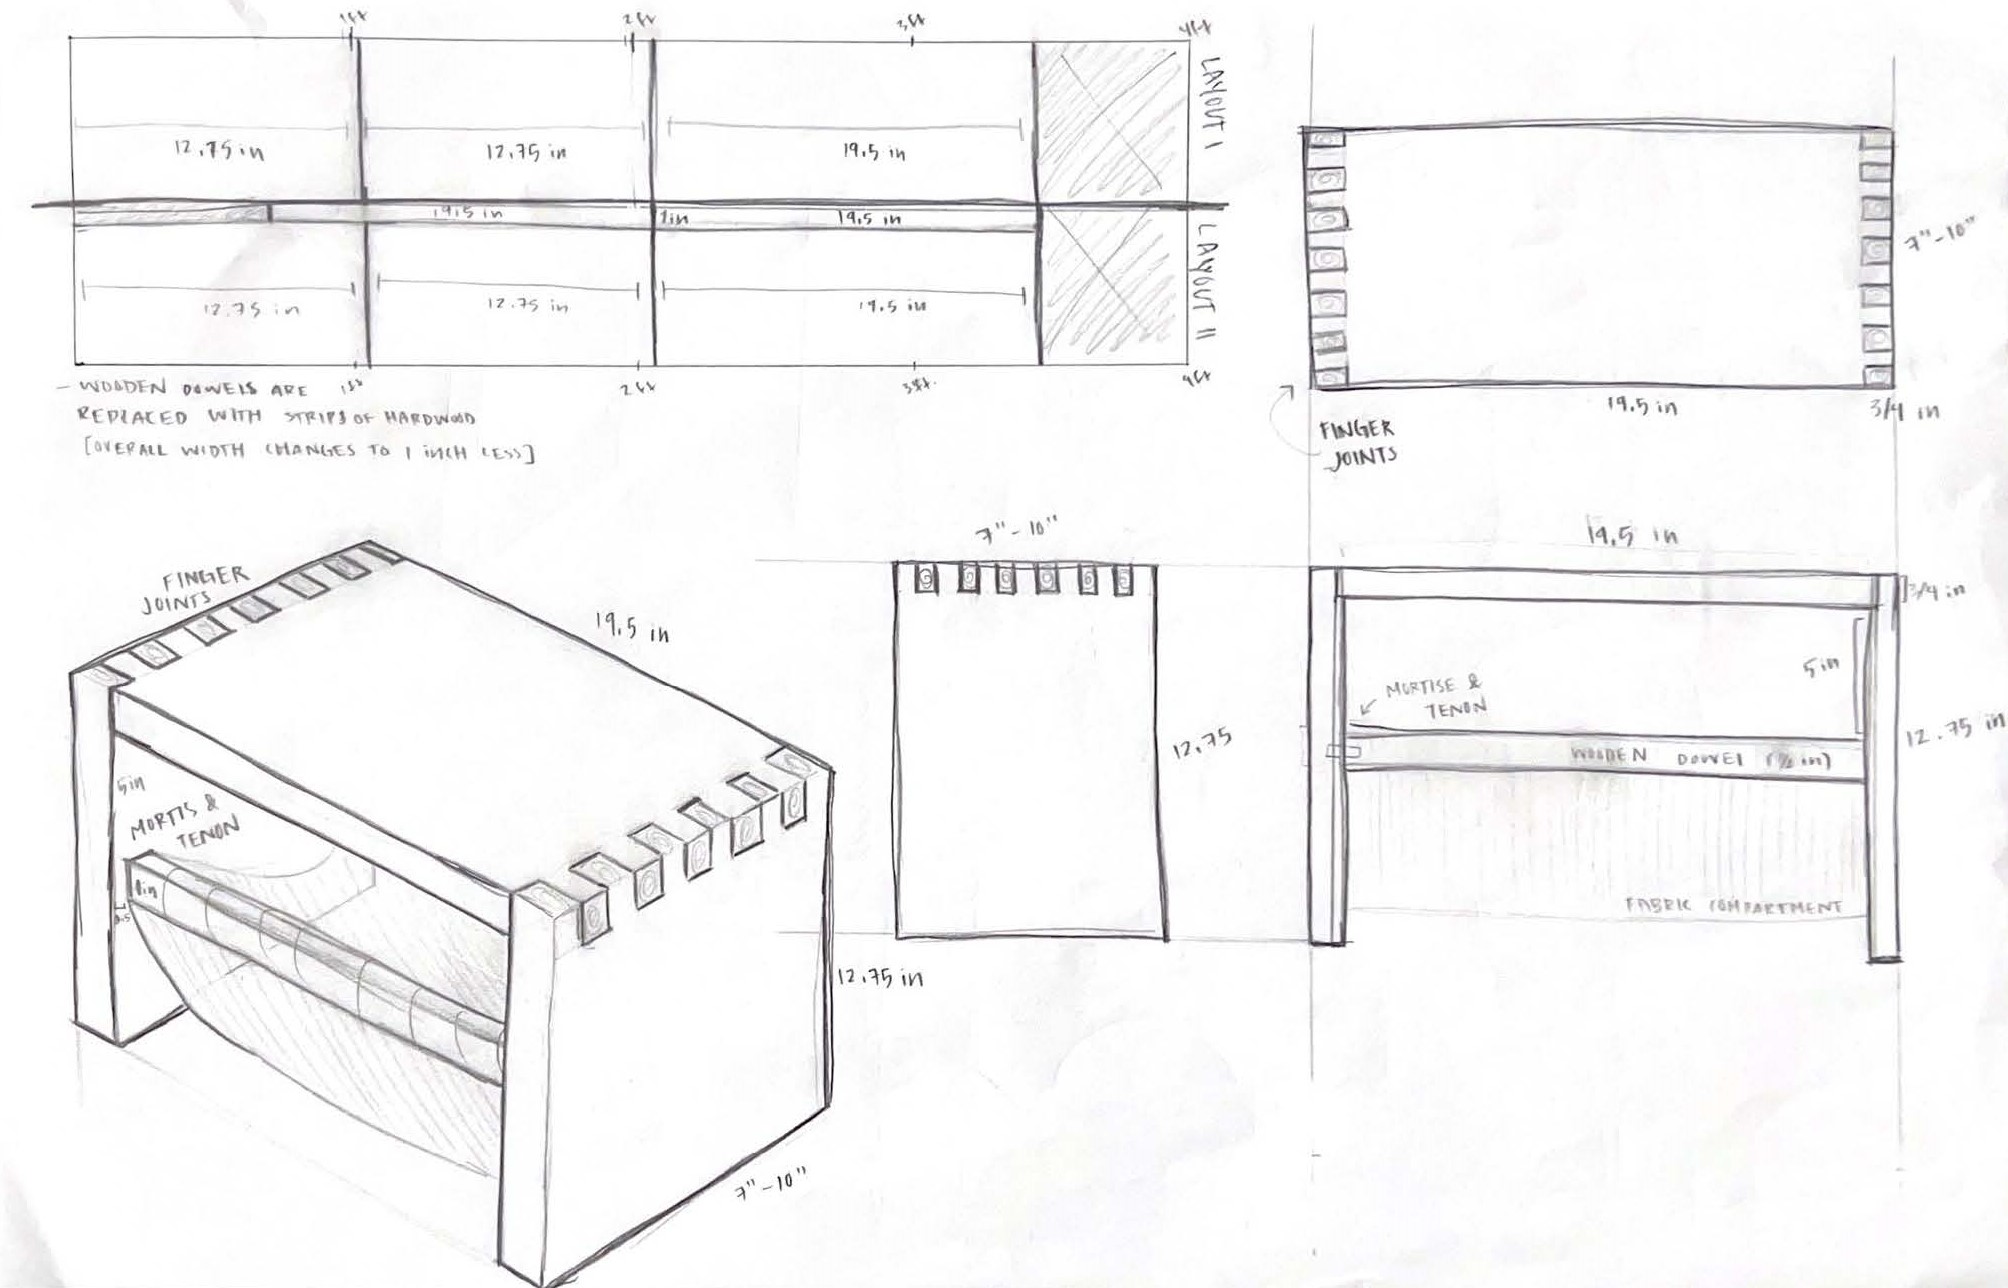 1ft 2ft 3ft 4ft
12.75 in 12.75 in 19.5 in
LAYOUT I
19.5 in 1in 19.5 in
12.75 in 12.75 in 19.5 in
LAYOUT II
1ft 2ft 3ft. 4ft
- WOODEN DOWELS ARE
REPLACED WITH STRIPS OF HARDWOOD
[OVERALL WIDTH CHANGES TO 1 INCH LESS]
7"-10"
19.5 in
3/4 in
FINGER
JOINTS
FINGER
JOINTS
19.5 in
5in
MORTIS &
TENON
1in
0.5
12.75 in
7"-10"
7"-10"
12.75
19.5 in
3/4 in
5in
MORTISE &
TENON
12.75 in
WOODEN DOWEL (½ in)
FABRIC COMPARTMENT